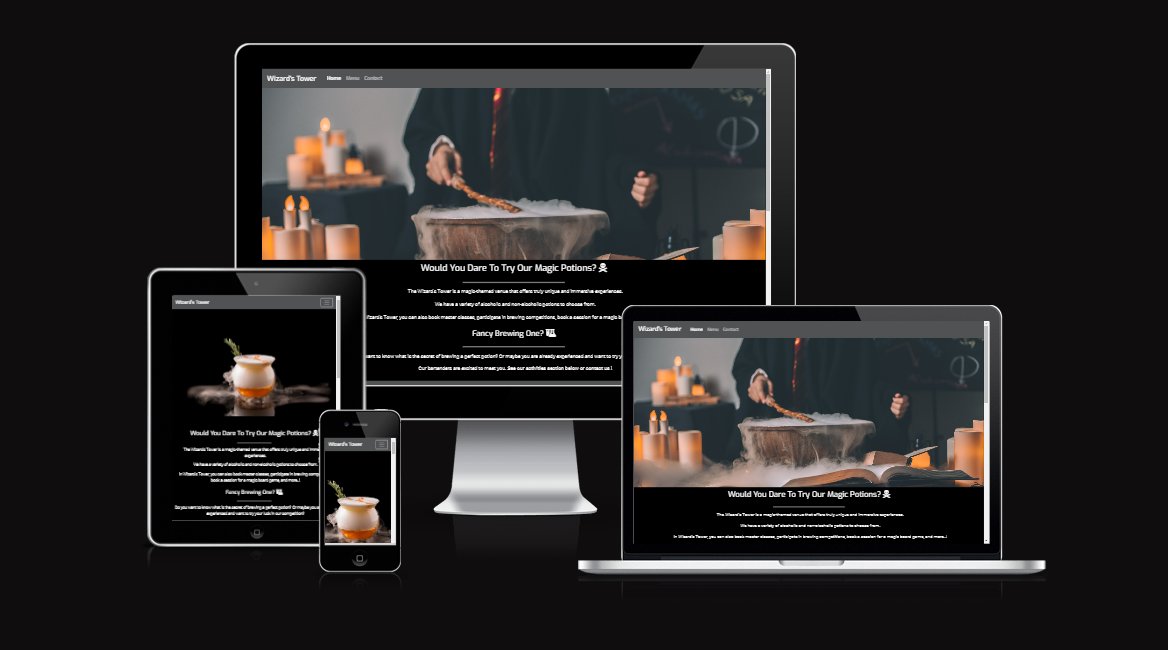 Wizard's Tower Home Menu Contact
Would You Dare To Try Our Magic Potions?
The Wizard's Tower is a magic-themed venue that offers truly unique and immersive experiences.
We have a variety of alcoholic and non-alcoholic potions to choose from.
Tower, you can also book master classes, participate in brewing competitions, book a session for a magic b
Fancy Brewing One?
want to know what is the secret of brewing a perfect potion? Or maybe you are already experienced and want to try y
Our bartenders are excited to meet you. See our activities section below or contact us!
Wizard's Tower
Would You Dare To Try Our Magic Potions?
The Wizard's Tower is a magic-themed venue that offers truly unique and imme
experiences.
We have a variety of alcoholic and non-alcoholic potions to choose from.
In Wizard's Tower, you can also book master classes, participate in brewing comp
book a session for a magic board game, and more..!
Fancy Brewing One?
Do you want to know what is the secret of brewing a perfect potion? Or maybe you a
experienced and want to try your luck in our competition?
Wizard's Tower
Wizard's Tower Home Menu Contact
Would You Dare To Try Our Magic Potions?
The Wizard's Tower is a magic-themed venue that offers truly unique and immersive experiences.
We have a variety of alcoholic and non-alcoholic potions to choose from.
In Wizard's Tower, you can also book master classes, participate in brewing competitions, book a session for a magic board game, and more..!